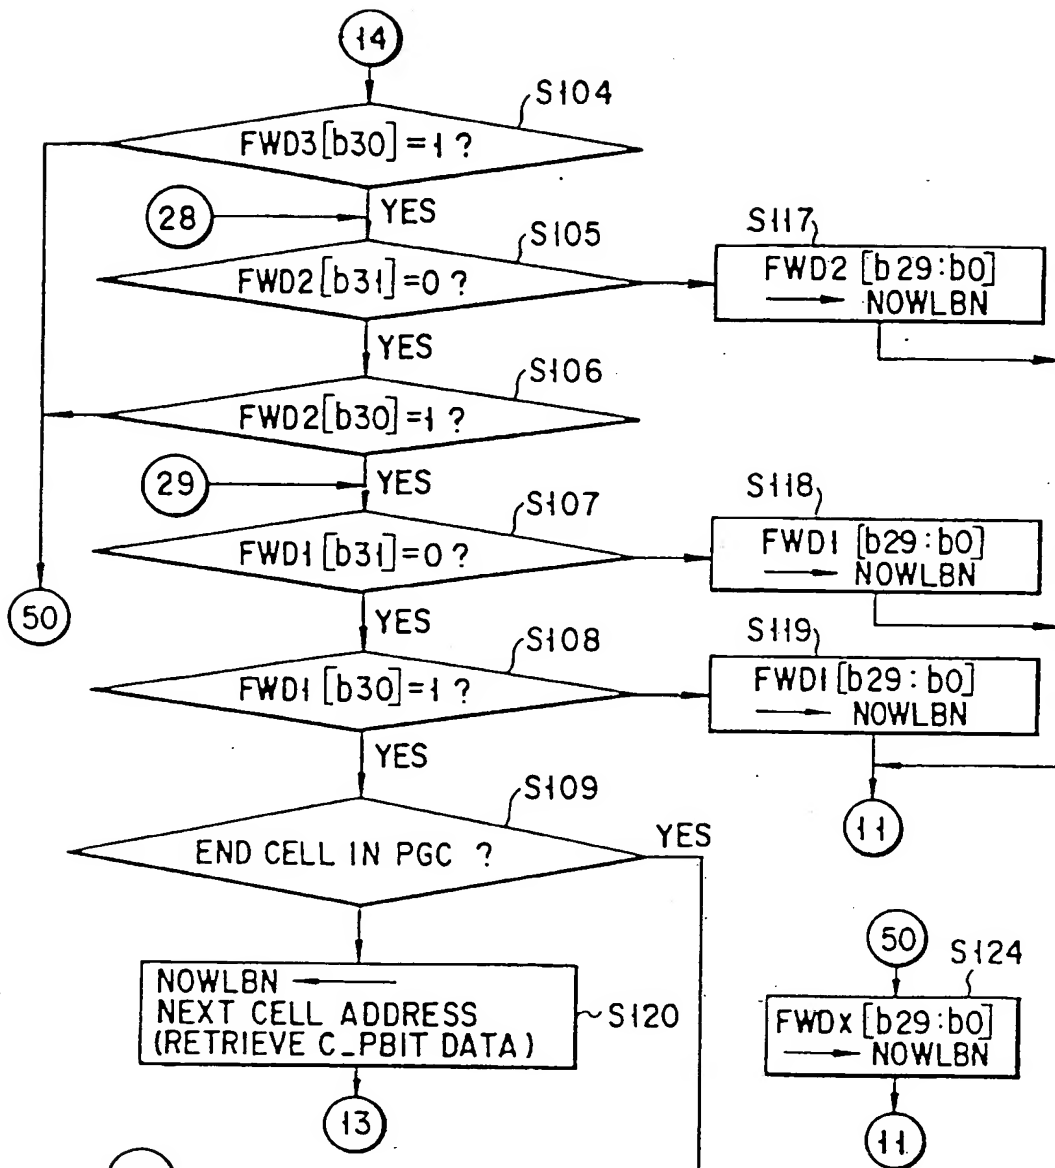 14
S104
FWD3[b30]=1 ?
28
YES
S105
FWD2[b31]=0 ?
S117
FWD2 [b29:b0]
→ NOWLBN
YES
S106
FWD2[b30]=1 ?
29
YES
S107
FWD1[b31]=0 ?
S118
FWD1 [b29:b0]
→ NOWLBN
50
YES
S108
FWD1 [b30]=1 ?
S119
FWD1[b29:b0]
→ NOWLBN
YES
11
S109
END CELL IN PGC ?
YES
NOWLBN ←
NEXT CELL ADDRESS
(RETRIEVE C_PBIT DATA)
S120
13
50
S124
FWDx[b29:b0]
→ NOWLBN
11